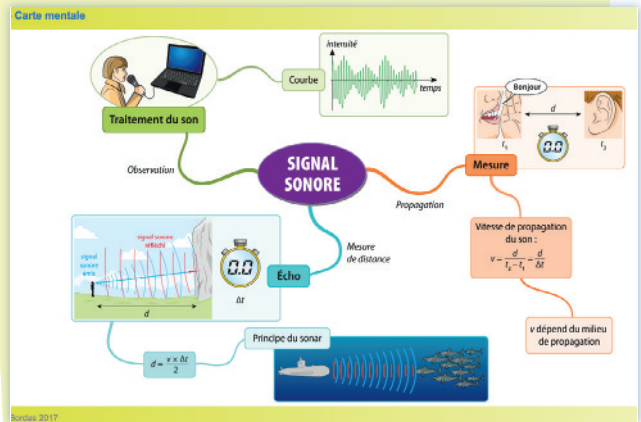 Carte mentale
intensité
temps
Courbe
Traitement du son
Observation
SIGNAL
SONORE
Bonjour
d
t₁
0.0
t₂
Mesure
Propagation
Vitesse de propagation
du son :
v = d / (t₂ – t₁) = d / Δt
v dépend du milieu
de propagation
Mesure
de distance
signal sonore
réfléchi
signal
sonore
émis
d
0.0
Δt
Écho
d = v × Δt / 2
Principe du sonar
Bordas 2017